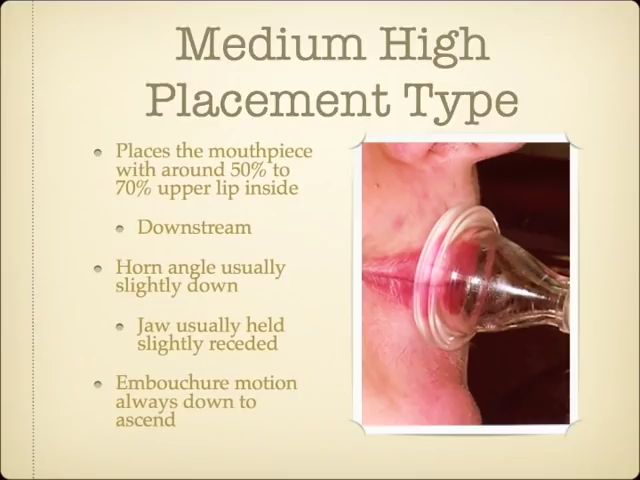 Medium High
Placement Type
Places the mouthpiece
with around 50% to
70% upper lip inside
Downstream
Horn angle usually
slightly down
Jaw usually held
slightly receded
Embouchure motion
always down to
ascend